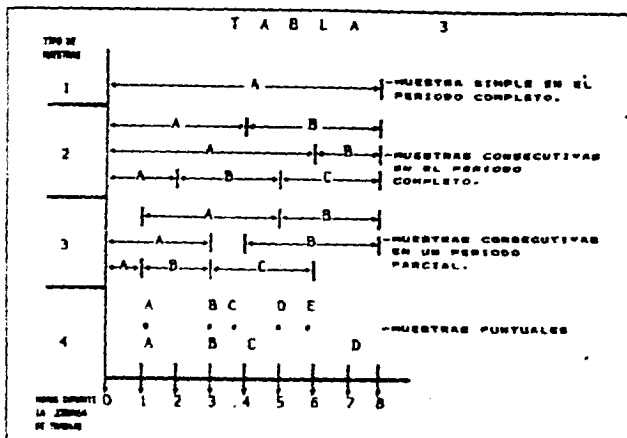 TABLA 3
TIPO DE
MUESTRAS
1
A
-MUESTRA SIMPLE EN EL
PERIODO COMPLETO.
2
A B
A B
A B C
-MUESTRAS CONSECUTIVAS
EN EL PERIODO
COMPLETO.
3
A B
A B
A B C
-MUESTRAS CONSECUTIVAS
EN UN PERIODO
PARCIAL.
4
A B C D E
A B C D
-MUESTRAS PUNTUALES
0 1 2 3 4 5 6 7 8
HORAS DURANTE
LA JORNADA
DE TRABAJO